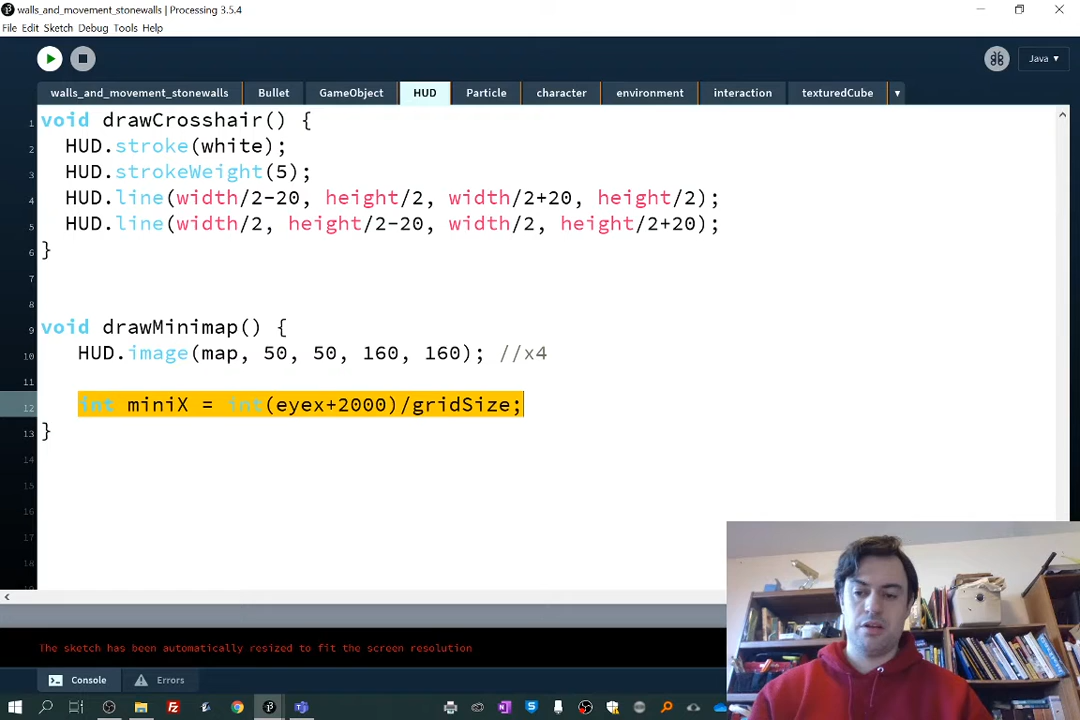 walls_and_movement_stonewalls | Processing 3.5.4
File Edit Sketch Debug Tools Help
Java ▾
walls_and_movement_stonewalls Bullet GameObject HUD Particle character environment interaction texturedCube ▾
1 void drawCrosshair() {
2 HUD.stroke(white);
3 HUD.strokeWeight(5);
4 HUD.line(width/2-20, height/2, width/2+20, height/2);
5 HUD.line(width/2, height/2-20, width/2, height/2+20);
6 }
7
8
9 void drawMinimap() {
10 HUD.image(map, 50, 50, 160, 160); //x4
11
12 int miniX = int(eyex+2000)/gridSize;
13 }
14
15
16
17
18
The sketch has been automatically resized to fit the screen resolution
Console Errors